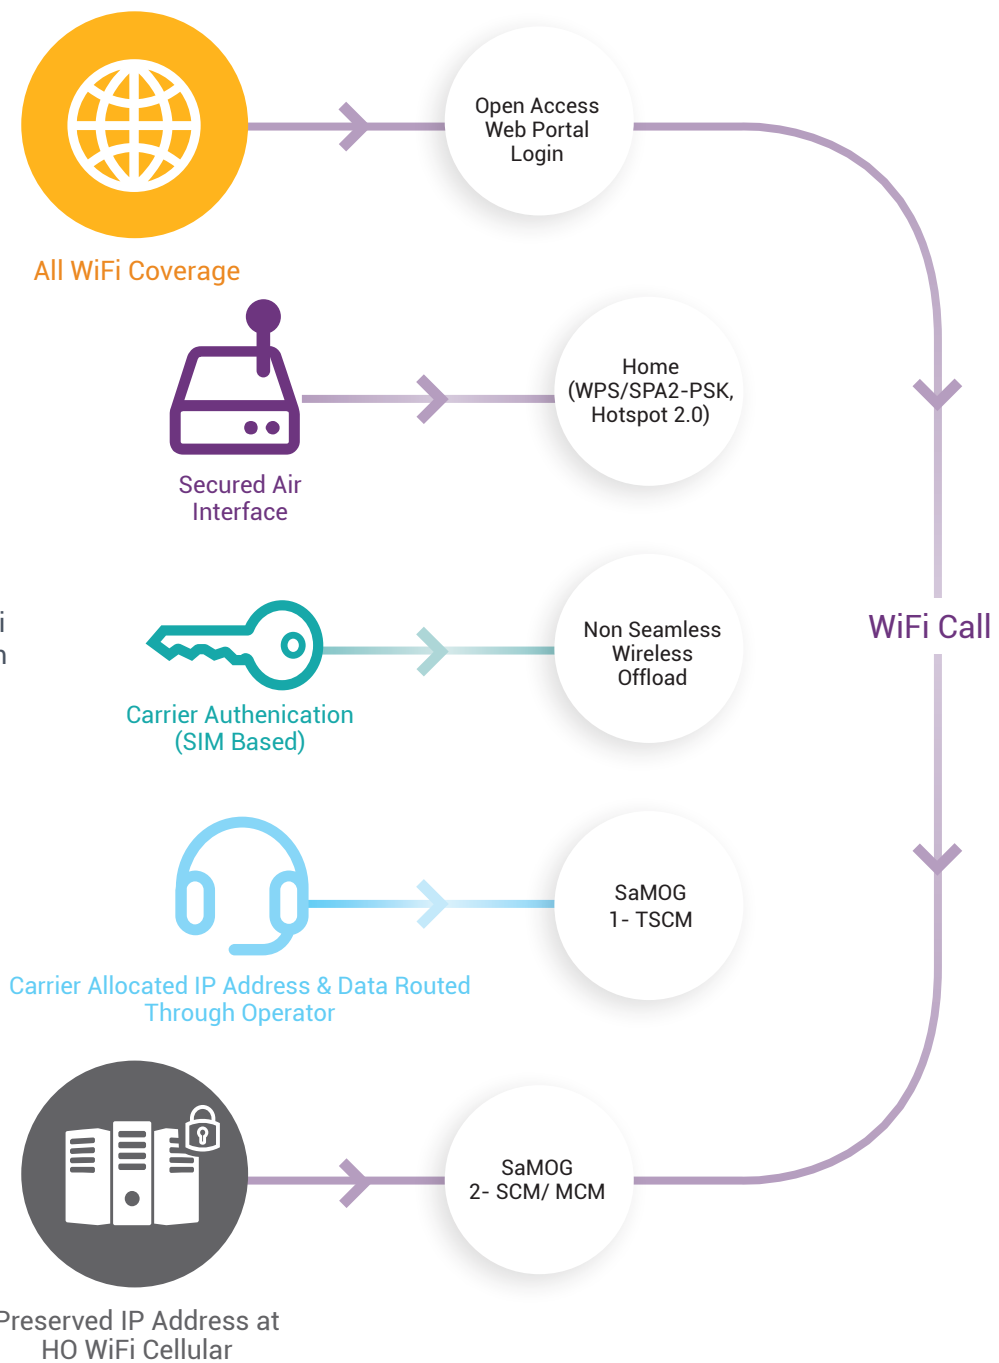 Open Access
Web Portal
Login
All WiFi Coverage
Home
(WPS/SPA2-PSK,
Hotspot 2.0)
Secured Air
Interface
Non Seamless
Wireless
Offload
WiFi Call
Carrier Authenication
(SIM Based)
SaMOG
1- TSCM
Carrier Allocated IP Address & Data Routed
Through Operator
SaMOG
2- SCM/ MCM
Preserved IP Address at
HO WiFi Cellular